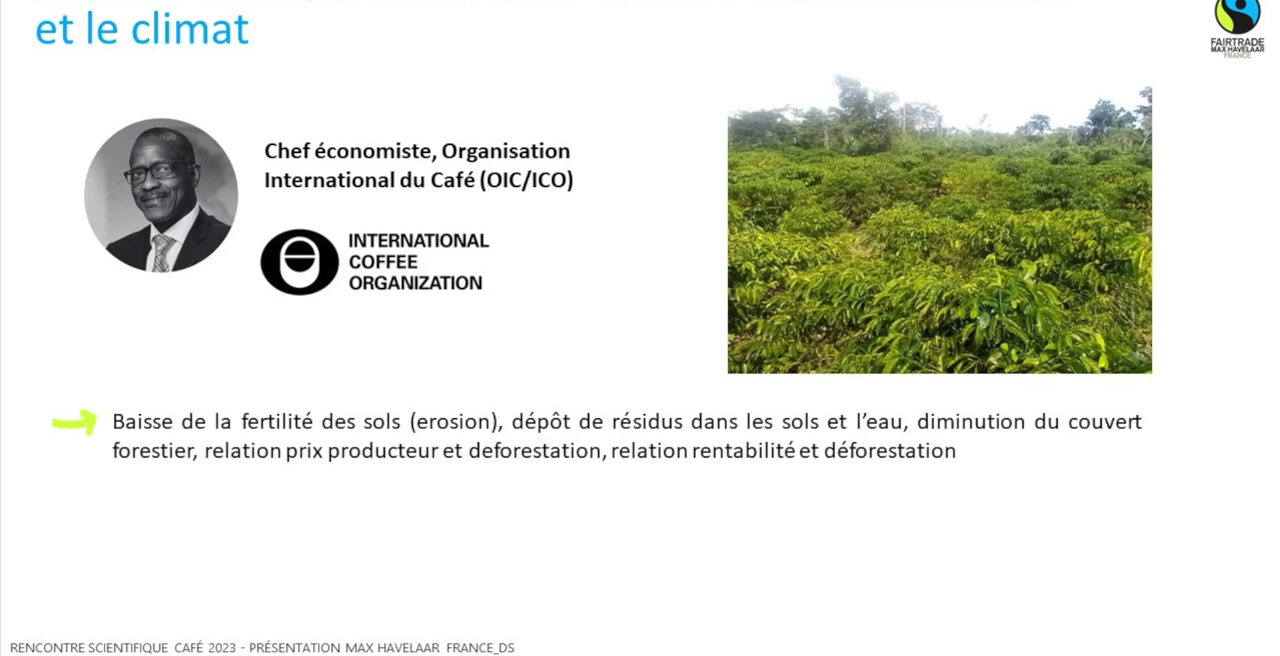 et le climat
FAIRTRADE
MAX HAVELAAR
FRANCE
Chef économiste, Organisation
International du Café (OIC/ICO)
INTERNATIONAL
COFFEE
ORGANIZATION
Baisse de la fertilité des sols (erosion), dépôt de résidus dans les sols et l’eau, diminution du couvert
forestier, relation prix producteur et deforestation, relation rentabilité et déforestation
RENCONTRE SCIENTIFIQUE CAFÉ 2023 - PRÉSENTATION MAX HAVELAAR FRANCE_DS